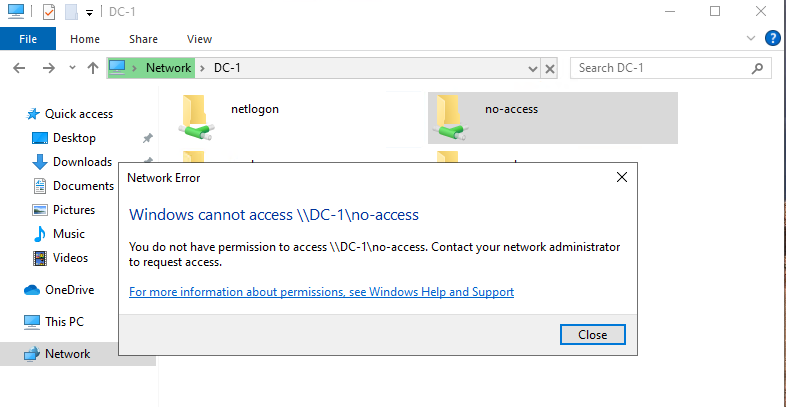 DC-1
File
Home
Share
View
Network
DC-1
Search DC-1
Quick access
Desktop
Downloads
Documents
Pictures
Music
Videos
OneDrive
This PC
Network
netlogon
no-access
Network Error
Windows cannot access \\DC-1\no-access
You do not have permission to access \\DC-1\no-access. Contact your network administrator
to request access.
For more information about permissions, see Windows Help and Support
Close